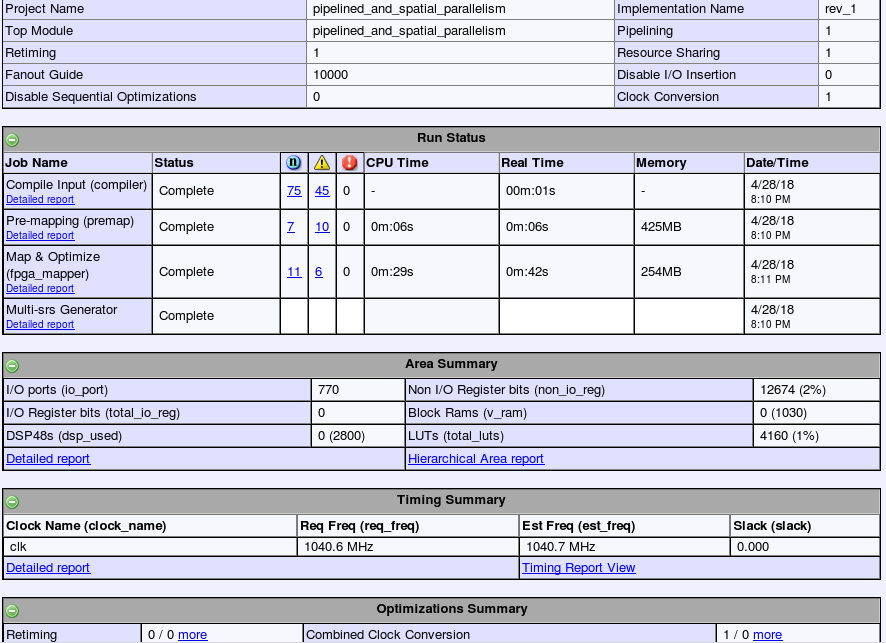 Project Name pipelined_and_spatial_parallelism Implementation Name rev_1
Top Module pipelined_and_spatial_parallelism Pipelining 1
Retiming 1 Resource Sharing 1
Fanout Guide 10000 Disable I/O Insertion 0
Disable Sequential Optimizations 0 Clock Conversion 1
Run Status
Job Name Status n ! ! CPU Time Real Time Memory Date/Time
Compile Input (compiler) Complete 75 45 0 - 00m:01s - 4/28/18
Detailed report 8:10 PM
Pre-mapping (premap) Complete 7 10 0 0m:06s 0m:06s 425MB 4/28/18
Detailed report 8:10 PM
Map & Optimize
(fpga_mapper) Complete 11 6 0 0m:29s 0m:42s 254MB 4/28/18
Detailed report 8:11 PM
Multi-srs Generator Complete 4/28/18
Detailed report 8:10 PM
Area Summary
I/O ports (io_port) 770 Non I/O Register bits (non_io_reg) 12674 (2%)
I/O Register bits (total_io_reg) 0 Block Rams (v_ram) 0 (1030)
DSP48s (dsp_used) 0 (2800) LUTs (total_luts) 4160 (1%)
Detailed report Hierarchical Area report
Timing Summary
Clock Name (clock_name) Req Freq (req_freq) Est Freq (est_freq) Slack (slack)
clk 1040.6 MHz 1040.7 MHz 0.000
Detailed report Timing Report View
Optimizations Summary
Retiming 0 / 0 more Combined Clock Conversion 1 / 0 more